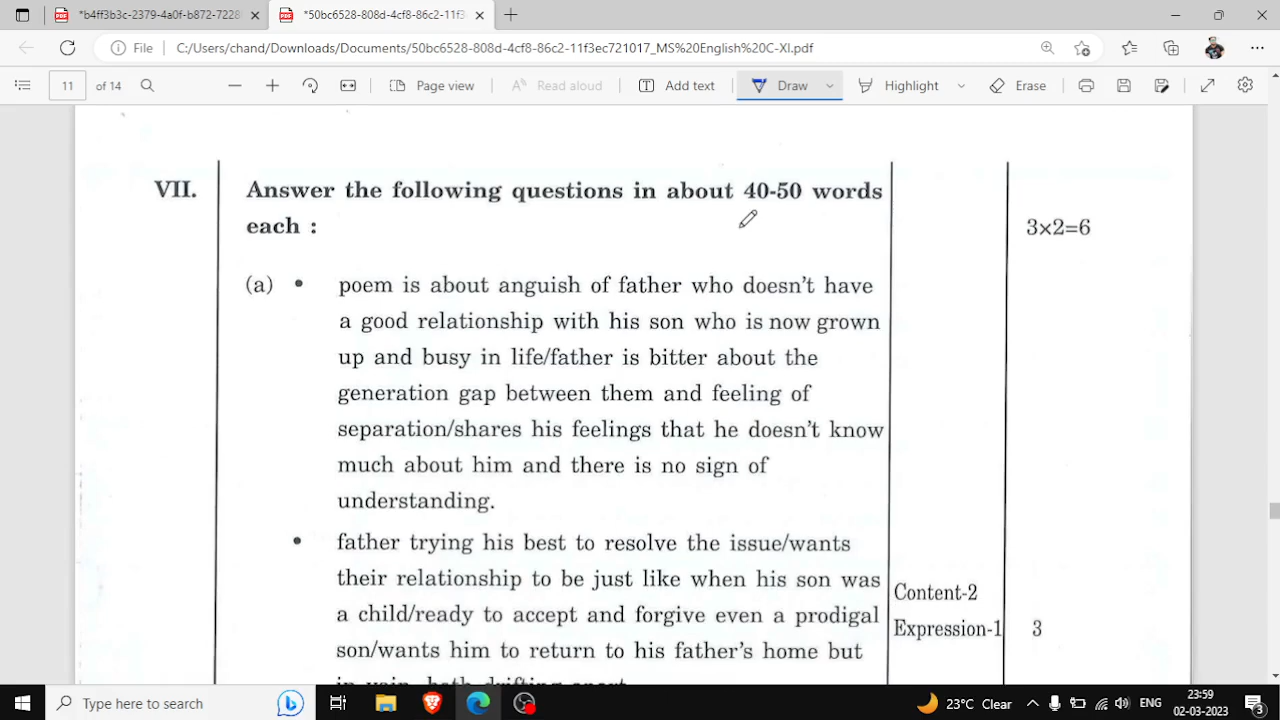 *b4ff3b3c-2379-4a0f-b872-7228
*50bc6528-808d-4cf8-86c2-11f3
File
C:/Users/chand/Downloads/Documents/50bc6528-808d-4cf8-86c2-11f3ec721017_MS%20English%20C-XI.pdf
11 of 14
Page view
Read aloud
Add text
Draw
Highlight
Erase
VII. Answer the following questions in about 40-50 words
each : 3×2=6
(a) • poem is about anguish of father who doesn't have
a good relationship with his son who is now grown
up and busy in life/father is bitter about the
generation gap between them and feeling of
separation/shares his feelings that he doesn't know
much about him and there is no sign of
understanding.
• father trying his best to resolve the issue/wants
their relationship to be just like when his son was
a child/ready to accept and forgive even a prodigal
son/wants him to return to his father's home but
in vain, both drifting apart
Content-2
Expression-1 3
Type here to search
23°C Clear
ENG
23:59
02-03-2023
3